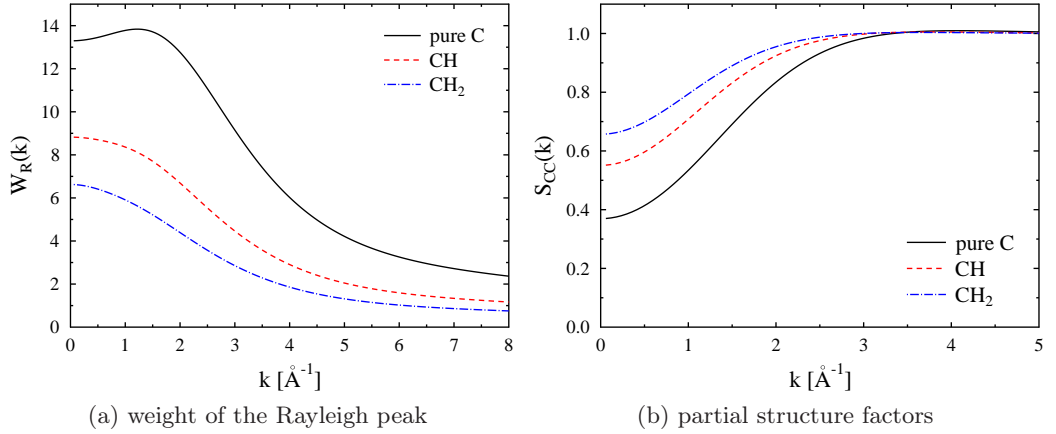 14
12
10
8
6
4
2
0
W_R(k)
pure C
CH
CH₂
0 1 2 3 4 5 6 7 8
k [Å⁻¹]
(a) weight of the Rayleigh peak
1.0
0.8
0.6
0.4
0.2
0.0
S_CC(k)
pure C
CH
CH₂
0 1 2 3 4 5
k [Å⁻¹]
(b) partial structure factors